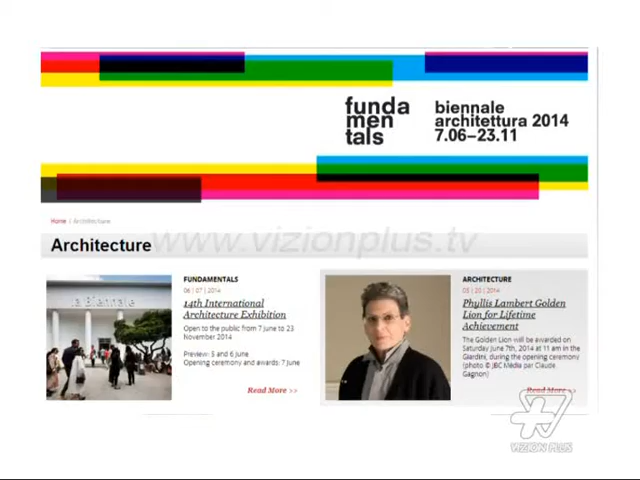 funda
men
tals
biennale
architettura 2014
7.06–23.11
Home | Architecture
Architecture
www.vizionplus.tv
la Biennale
FUNDAMENTALS
06 | 07 | 2014
14th International
Architecture Exhibition
Open to the public from 7 June to 23
November 2014
Preview: 5 and 6 June
Opening ceremony and awards: 7 June
Read More >>
ARCHITECTURE
05 | 20 | 2014
Phyllis Lambert Golden
Lion for Lifetime
Achievement
The Golden Lion will be awarded on
Saturday June 7th, 2014 at 11 am in the
Giardini, during the opening ceremony
(photo © JBC Média par Claude
Gagnon)
Read More >>
VIZION PLUS